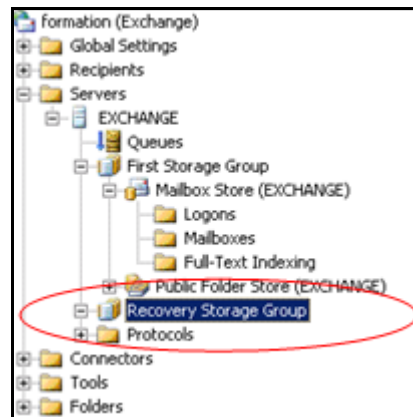 formation (Exchange)
Global Settings
Recipients
Servers
EXCHANGE
Queues
First Storage Group
Mailbox Store (EXCHANGE)
Logons
Mailboxes
Full-Text Indexing
Public Folder Store (EXCHANGE)
Recovery Storage Group
Protocols
Connectors
Tools
Folders